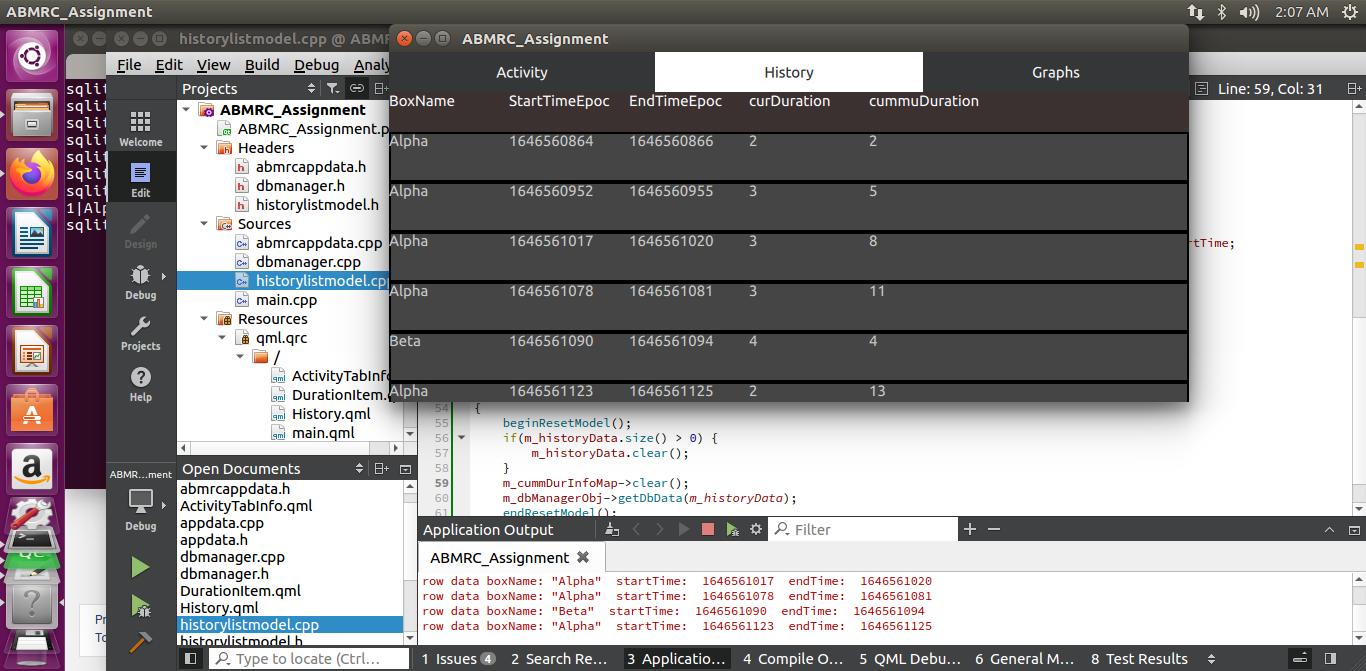 ABMRC_Assignment
2:07 AM
historylistmodel.cpp @ ABMR
ABMRC_Assignment
File Edit View Build Debug Analy
Activity History Graphs
Projects
Line: 59, Col: 31
BoxName StartTimeEpoc EndTimeEpoc curDuration cummuDuration
Alpha 1646560864 1646560866 2 2
Alpha 1646560952 1646560955 3 5
Alpha 1646561017 1646561020 3 8
Alpha 1646561078 1646561081 3 11
Beta 1646561090 1646561094 4 4
Alpha 1646561123 1646561125 2 13
rtTime;
sqlit
sqlit
sqlit
sqlit
sqlit
sqlit
sqlit
1|Alp
sqlit
Welcome
Edit
Design
Debug
Projects
Help
ABMR...ment
Debug
ABMRC_Assignment
ABMRC_Assignment.p
Headers
abmrcappdata.h
dbmanager.h
historylistmodel.h
Sources
abmrcappdata.cpp
dbmanager.cpp
historylistmodel.cpp
main.cpp
Resources
qml.qrc
/
ActivityTabInfo
DurationItem.
History.qml
main.qml
Open Documents
abmrcappdata.h
ActivityTabInfo.qml
appdata.cpp
appdata.h
dbmanager.cpp
dbmanager.h
DurationItem.qml
History.qml
historylistmodel.cpp
historylistmodel.h
54 {
55 beginResetModel();
56 if(m_historyData.size() > 0) {
57 m_historyData.clear();
58 }
59 m_cummDurInfoMap->clear();
60 m_dbManagerObj->getDbData(m_historyData);
61 endResetModel();
Application Output
Filter
ABMRC_Assignment
row data boxName: "Alpha" startTime: 1646561017 endTime: 1646561020
row data boxName: "Alpha" startTime: 1646561078 endTime: 1646561081
row data boxName: "Beta" startTime: 1646561090 endTime: 1646561094
row data boxName: "Alpha" startTime: 1646561123 endTime: 1646561125
Pr
To
Type to locate (Ctrl...
1 Issues 4
2 Search Re...
3 Applicatio...
4 Compile O...
5 QML Debu...
6 General M...
8 Test Results